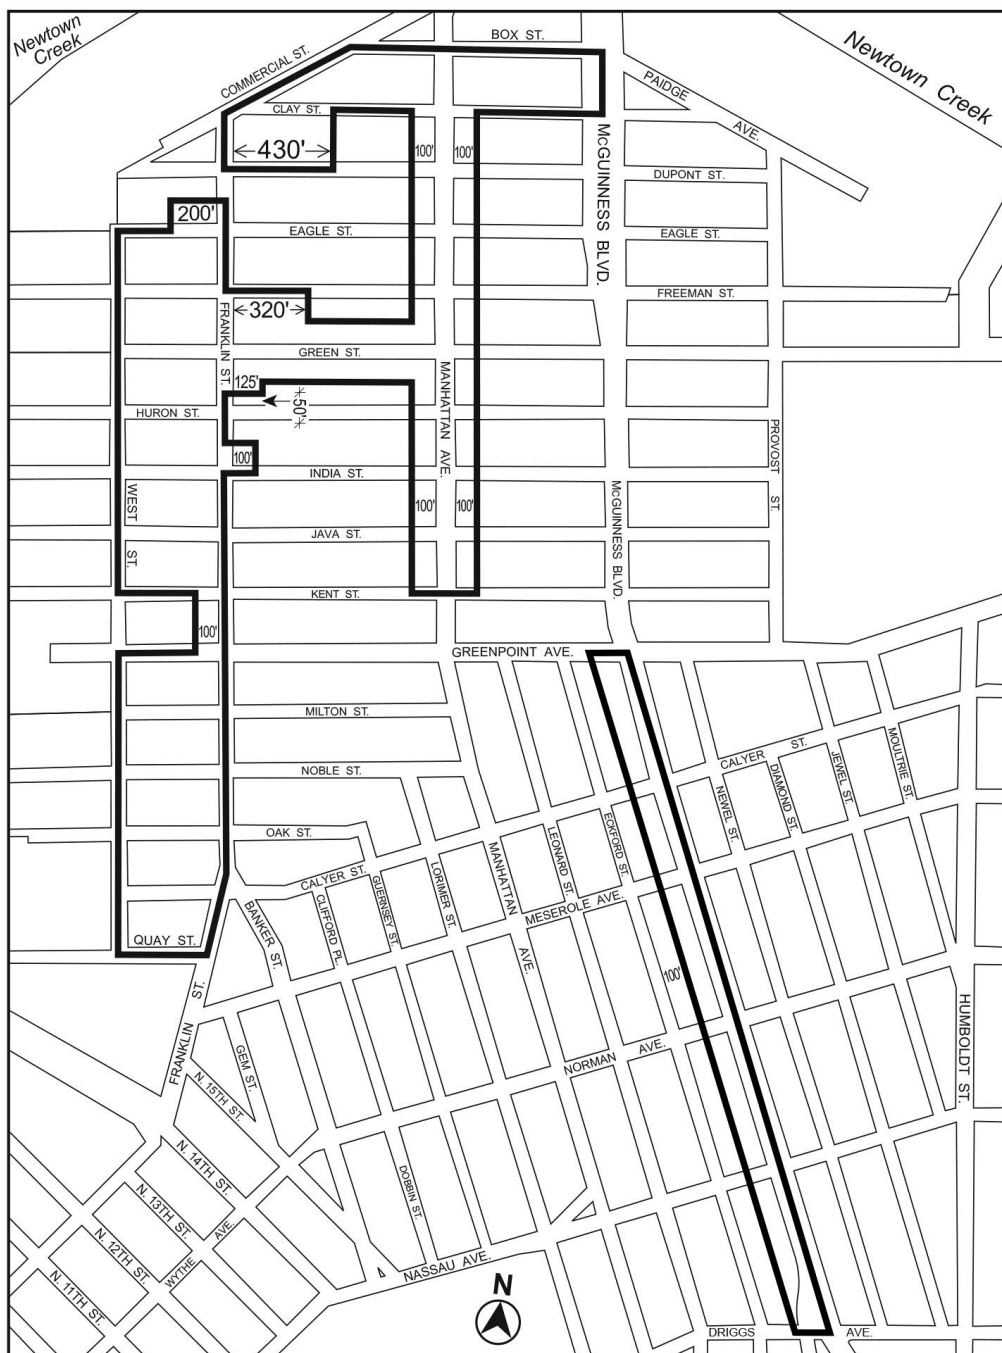 Newtown
Creek
BOX ST.
Newtown Creek
COMMERCIAL ST.
PAIDGE
AVE.
CLAY ST.
430'
100'
100'
McGUINNESS BLVD.
DUPONT ST.
200'
EAGLE ST.
EAGLE ST.
FREEMAN ST.
320'
FRANKLIN ST.
GREEN ST.
125'
50'
MANHATTAN AVE.
HURON ST.
PROVOST
ST.
100'
INDIA ST.
WEST
ST.
100'
100'
McGUINNESS BLVD.
JAVA ST.
KENT ST.
100'
GREENPOINT AVE.
MILTON ST.
NOBLE ST.
CALYER ST.
MOULTRIE ST.
JEWEL ST.
DIAMOND ST.
NEWEL ST.
OAK ST.
ECKFORD ST.
LEONARD ST.
MANHATTAN
AVE.
LORIMER ST.
CALYER ST.
GUERNSEY ST.
CLIFFORD PL.
BANKER ST.
MESEROLE AVE.
QUAY ST.
100'
FRANKLIN ST.
HUMBOLDT ST.
GEM ST.
NORMAN AVE.
N. 15TH ST.
N. 14TH ST.
DOBBIN ST.
N. 13TH ST.
N. 12TH ST.
WYTHE AVE
N. 11TH ST.
NASSAU AVE.
N
DRIGGS AVE.